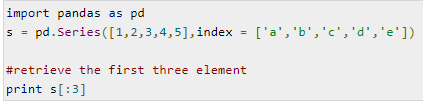 import pandas as pd
s = pd.Series([1,2,3,4,5],index = ['a','b','c','d','e'])
#retrieve the first three element
print s[:3]